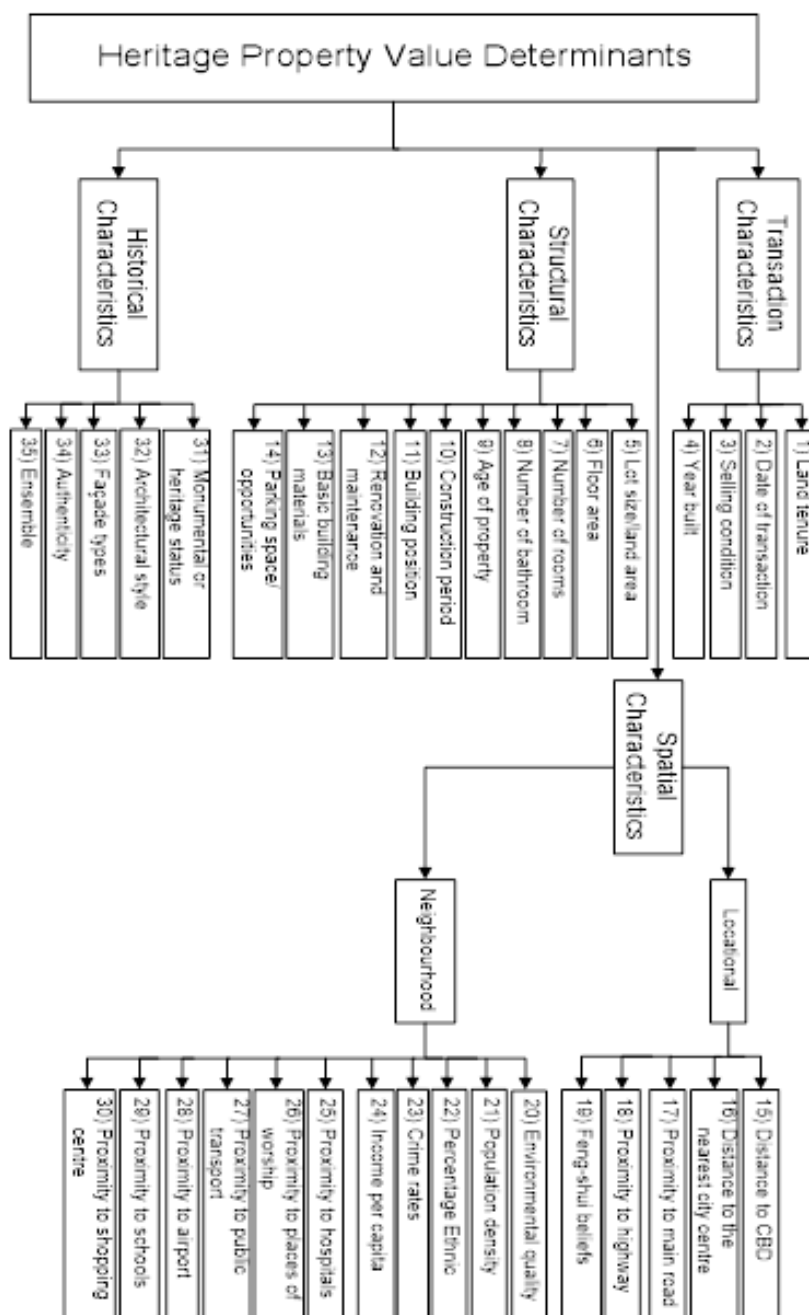 Heritage Property Value Determinants
Transaction
Characteristics
1) Land tenure
2) Date of transaction
3) Selling condition
4) Year built
Structural
Characteristics
5) Lot size/land area
6) Floor area
7) Number of rooms
8) Number of bathroom
9) Age of property
10) Construction period
11) Building position
12) Renovation and
maintenance
13) Basic building
materials
14) Parking space/
opportunities
Spatial
Characteristics
Locational
15) Distance to CBD
16) Distance to the
nearest city centre
17) Proximity to main road
18) Proximity to highway
19) Feng-shui beliefs
Neighbourhood
20) Environmental quality
21) Population density
22) Percentage Ethnic
23) Crime rates
24) Income per capita
25) Proximity to hospitals
26) Proximity to places of
worship
27) Proximity to public
transport
28) Proximity to airport
29) Proximity to schools
30) Proximity to shopping
centre
Historical
Characteristics
31) Monumental or
heritage status
32) Architectural style
33) Façade types
34) Authenticity
35) Ensemble